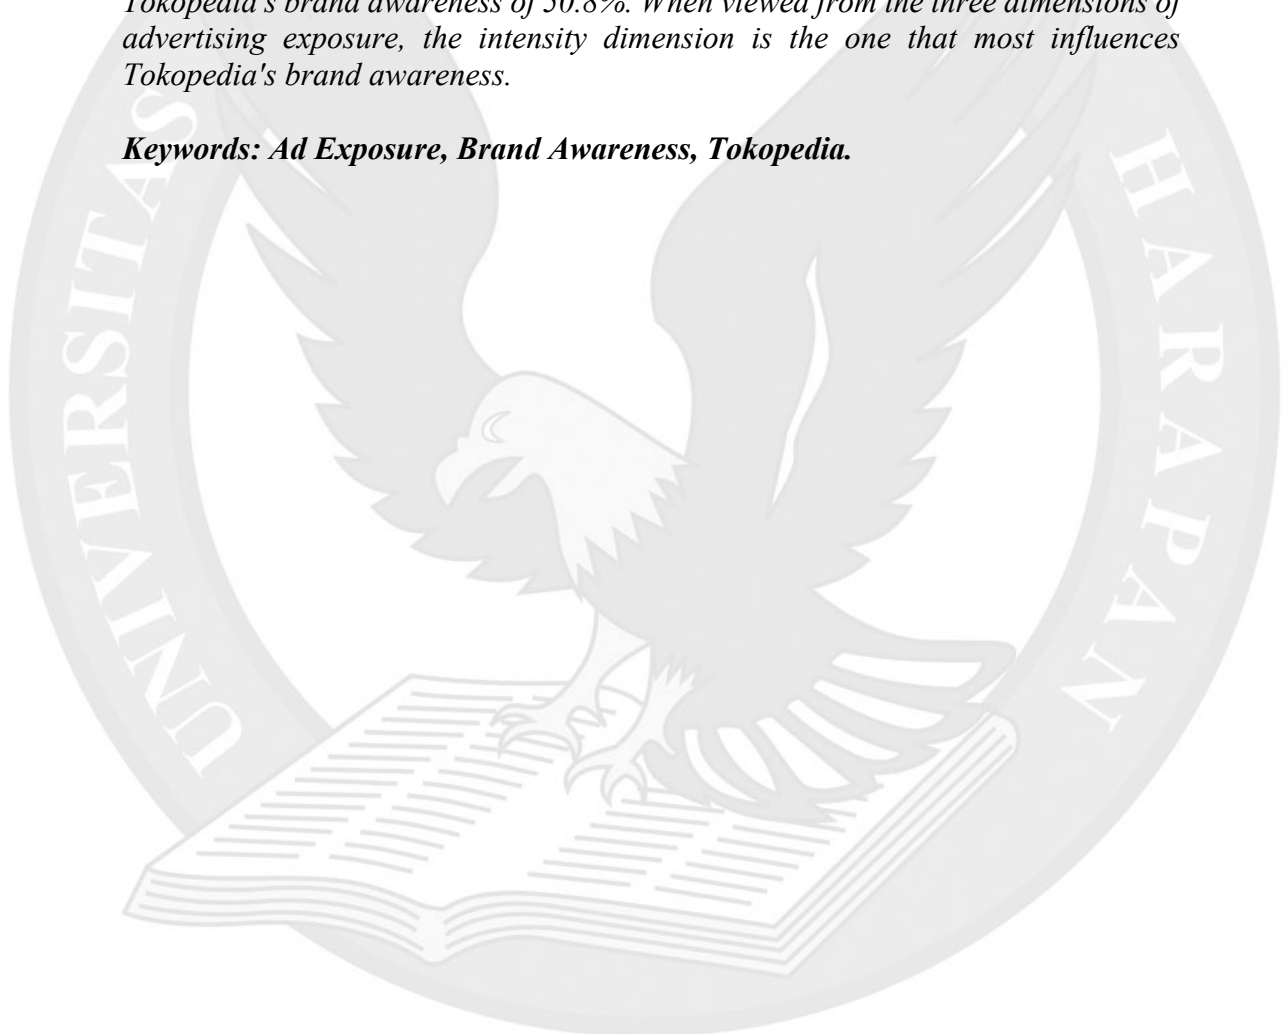 Tokopedia's brand awareness of 50.8%. When viewed from the three dimensions of
advertising exposure, the intensity dimension is the one that most influences
Tokopedia's brand awareness.
Keywords: Ad Exposure, Brand Awareness, Tokopedia.
UNIVERSITAS
HARAPAN